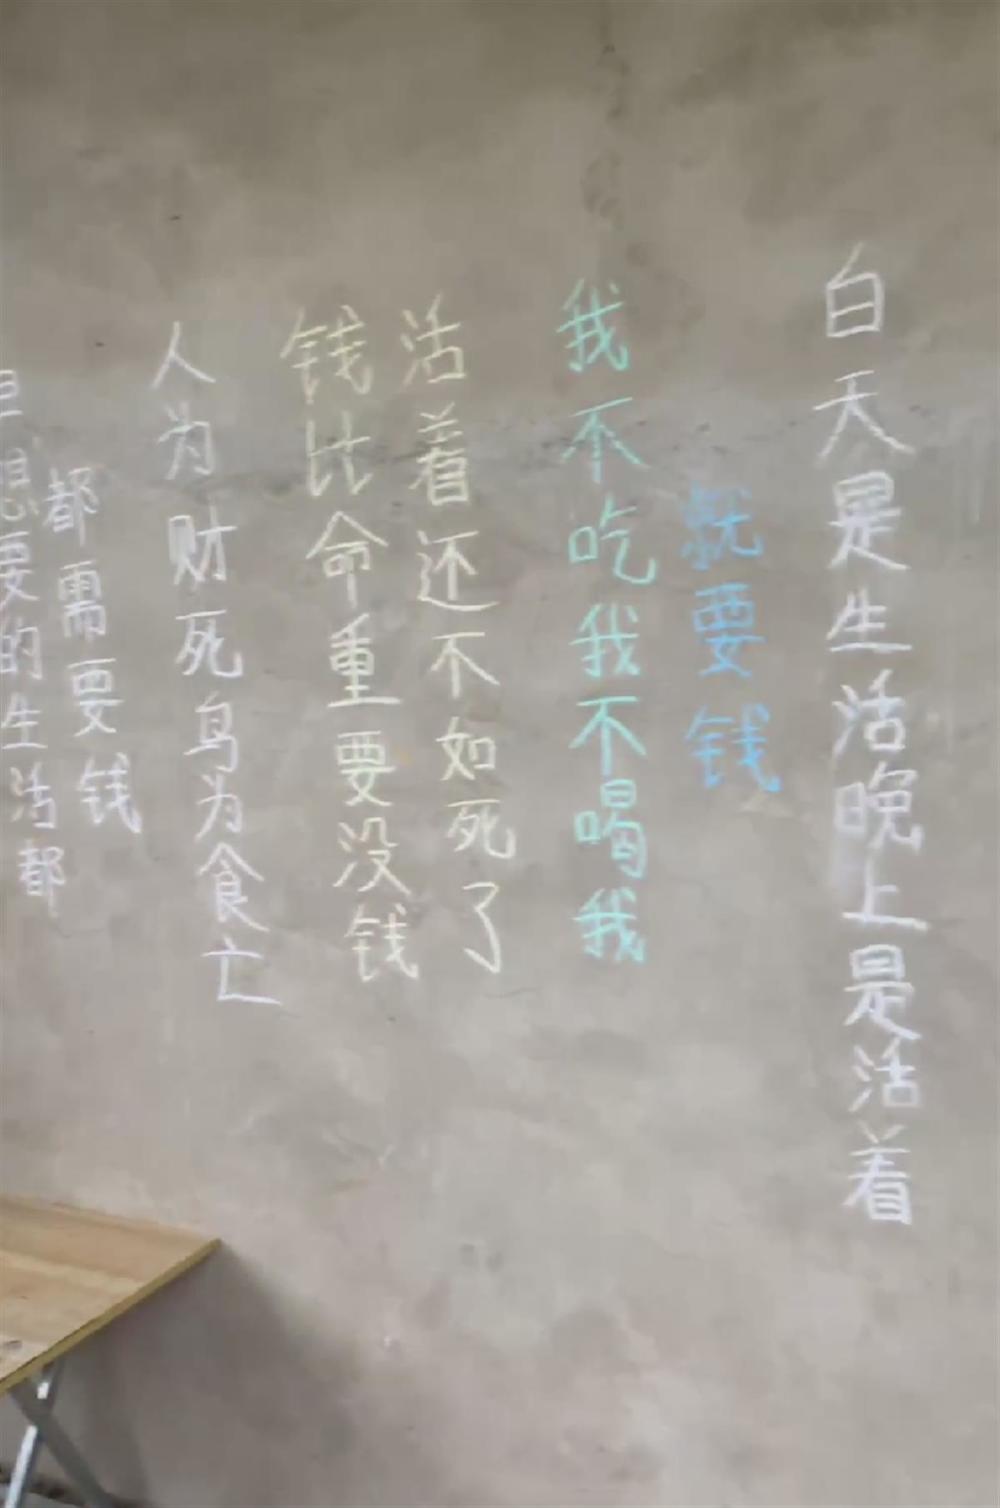 想要的生活都
都需要钱
人为财死鸟为食亡
钱比命重要没钱
活着还不如死了
我不吃我不喝我
就要钱
白天是生活晚上是活着